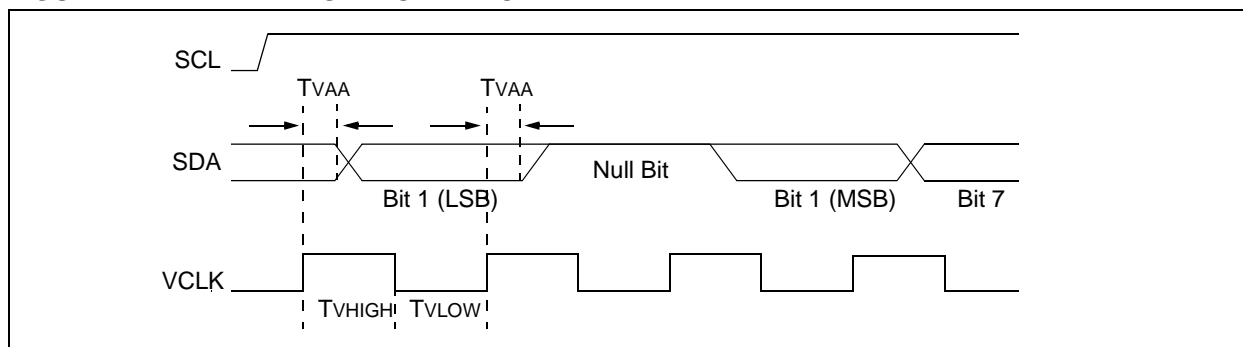 SCL
TVAA TVAA
SDA
Null Bit
Bit 1 (LSB) Bit 1 (MSB) Bit 7
VCLK
TVHIGH TVLOW